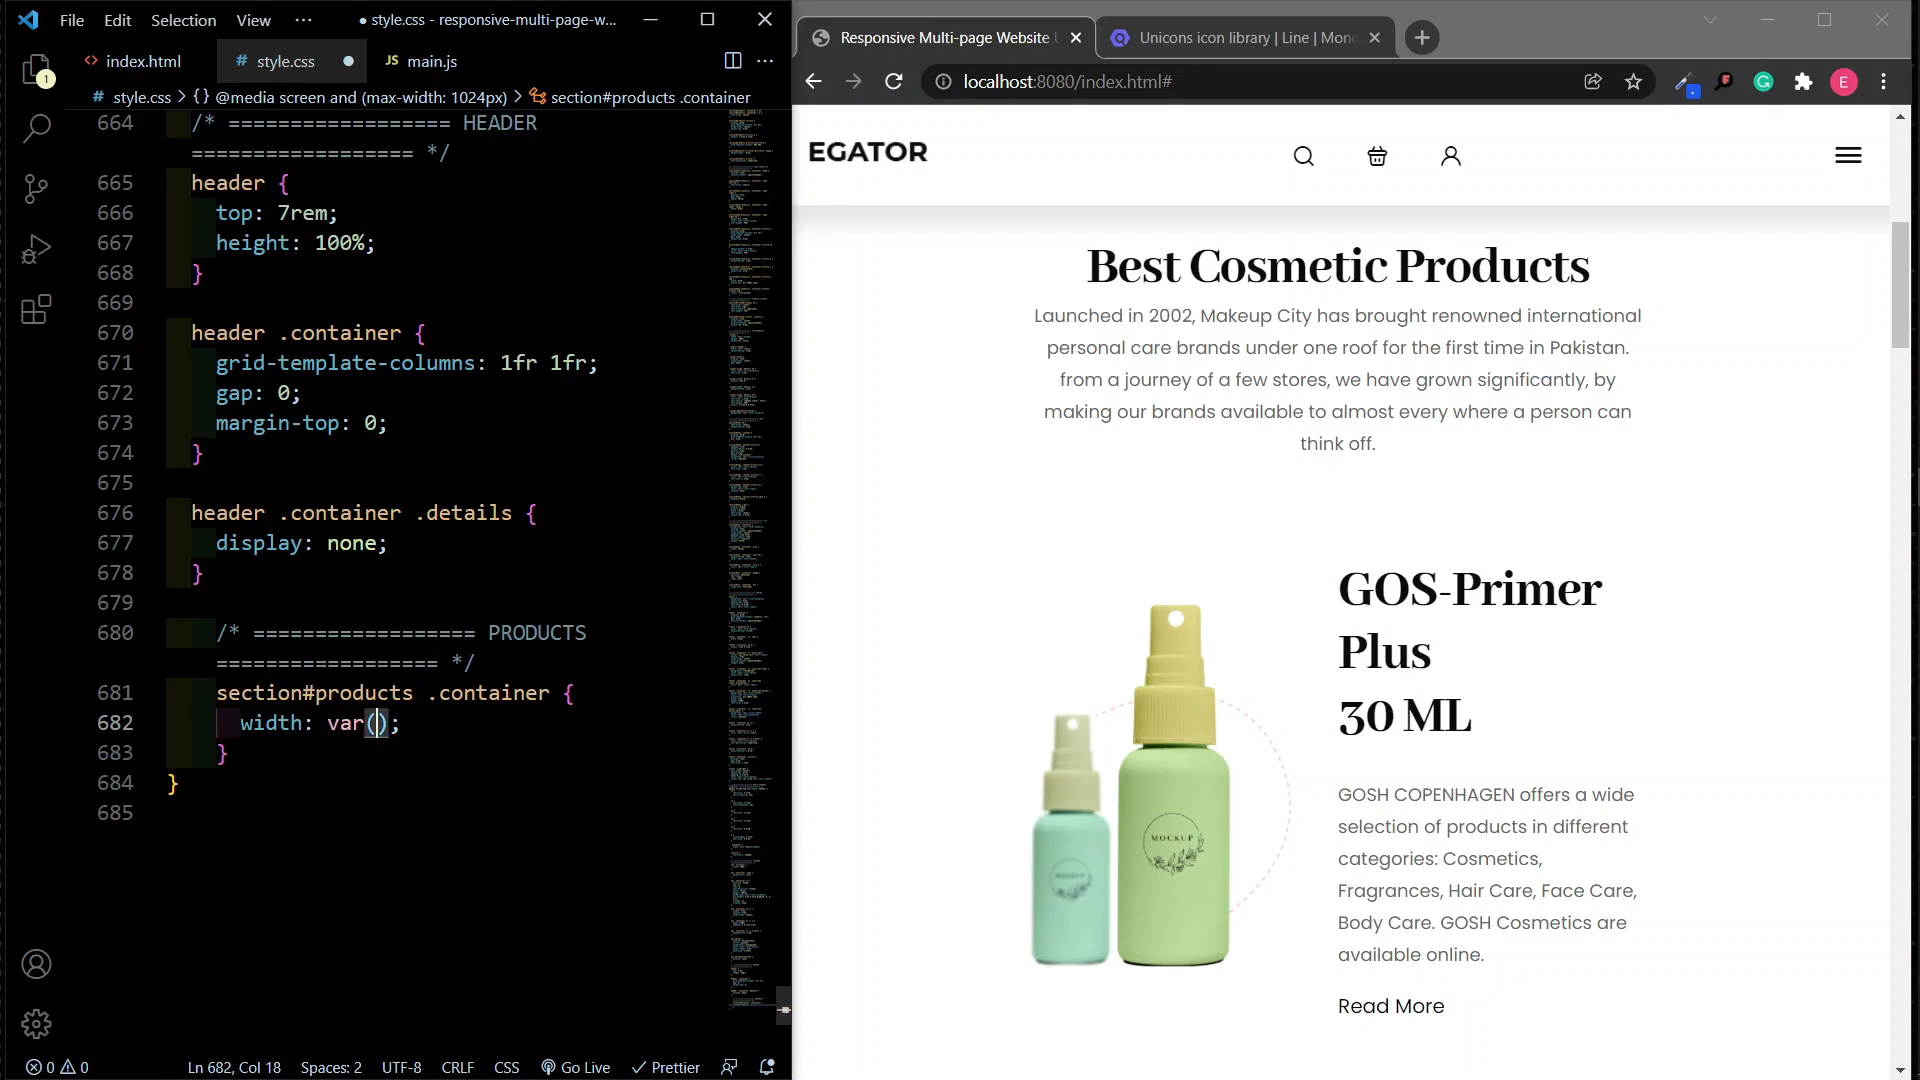 File Edit Selection View ··· ● style.css - responsive-multi-page-w...
index.html # style.css ● JS main.js
1
# style.css > {} @media screen and (max-width: 1024px) > section#products .container
664 /* ================== HEADER
================== */
665 header {
666 top: 7rem;
667 height: 100%;
668 }
669
670 header .container {
671 grid-template-columns: 1fr 1fr;
672 gap: 0;
673 margin-top: 0;
674 }
675
676 header .container .details {
677 display: none;
678 }
679
680 /* ================== PRODUCTS
================== */
681 section#products .container {
682 width: var();
683 }
684 }
685
0 0 Ln 682, Col 18 Spaces: 2 UTF-8 CRLF CSS Go Live Prettier
Responsive Multi-page Website U Unicons icon library | Line | Mono
localhost:8080/index.html#
E
EGATOR
Best Cosmetic Products
Launched in 2002, Makeup City has brought renowned international
personal care brands under one roof for the first time in Pakistan.
from a journey of a few stores, we have grown significantly, by
making our brands available to almost every where a person can
think off.
GOS-Primer
Plus
30 ML
MOCKUP
GOSH COPENHAGEN offers a wide
selection of products in different
categories: Cosmetics,
Fragrances, Hair Care, Face Care,
Body Care. GOSH Cosmetics are
available online.
Read More